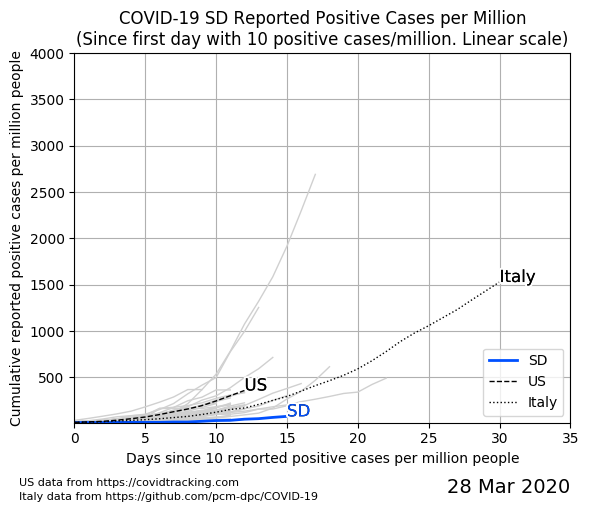 COVID-19 SD Reported Positive Cases per Million
(Since first day with 10 positive cases/million. Linear scale)
Cumulative reported positive cases per million people
4000
3500
3000
2500
2000
1500
1000
500
Italy
US
SD
SD
US
Italy
0 5 10 15 20 25 30 35
Days since 10 reported positive cases per million people
US data from https://covidtracking.com
Italy data from https://github.com/pcm-dpc/COVID-19
28 Mar 2020